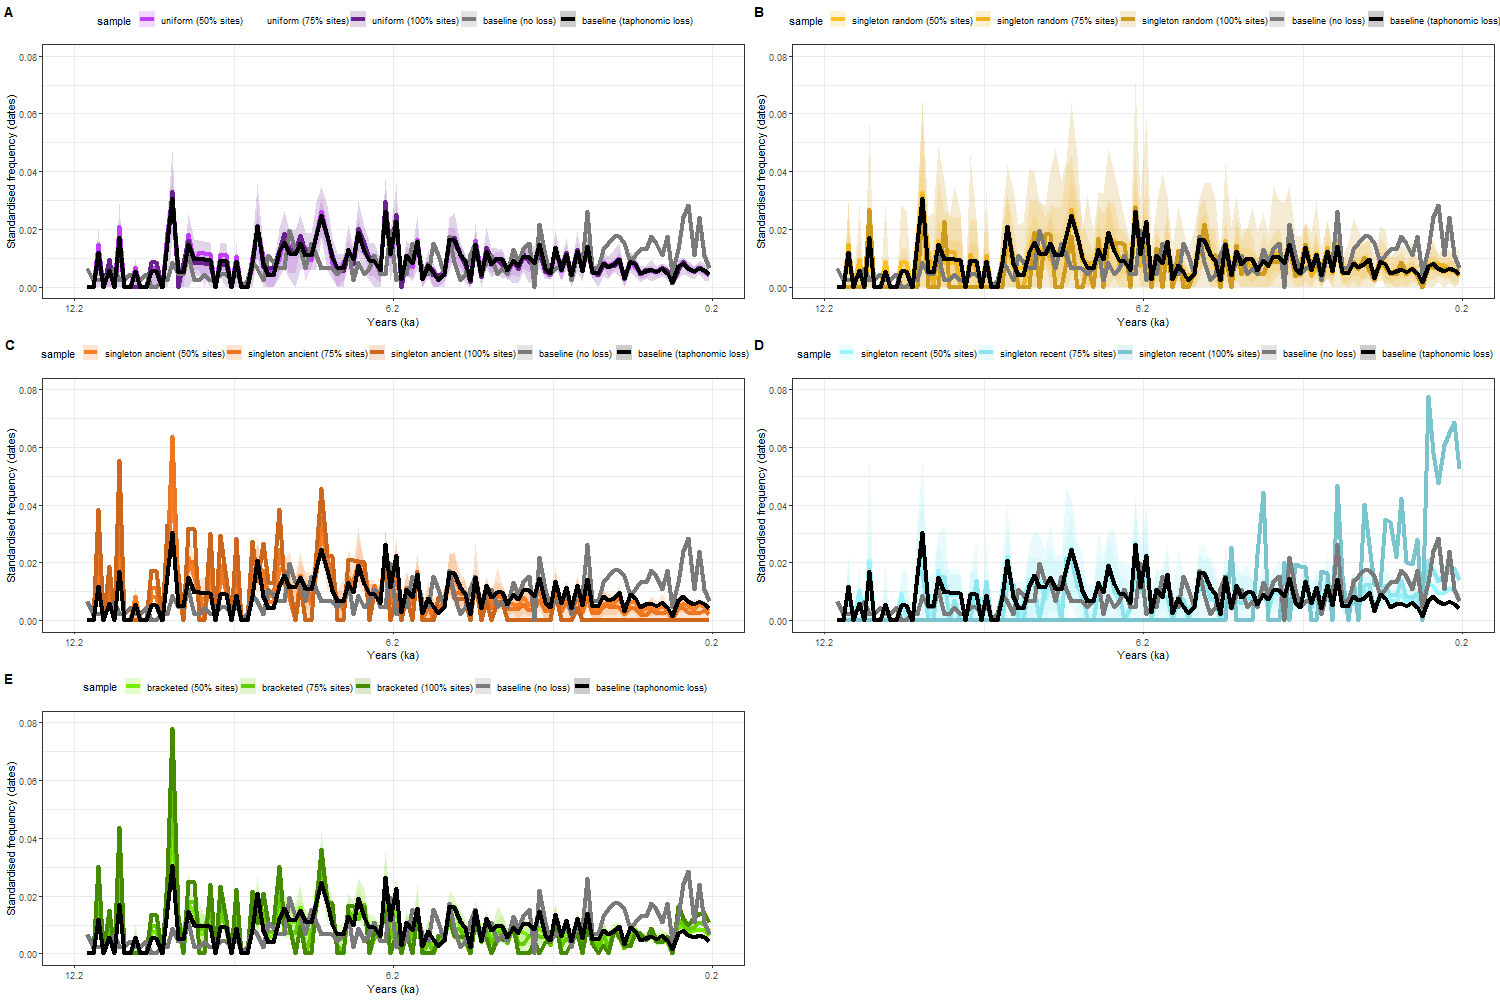 A
sample uniform (50% sites) uniform (75% sites) uniform (100% sites) baseline (no loss) baseline (taphonomic loss)
0.08
0.06
0.04
0.02
0.00
Standardised frequency (dates)
12.2 6.2 0.2
Years (ka)
B
sample singleton random (50% sites) singleton random (75% sites) singleton random (100% sites) baseline (no loss) baseline (taphonomic loss)
0.08
0.06
0.04
0.02
0.00
Standardised frequency (dates)
12.2 6.2 0.2
Years (ka)
C
sample singleton ancient (50% sites) singleton ancient (75% sites) singleton ancient (100% sites) baseline (no loss) baseline (taphonomic loss)
0.08
0.06
0.04
0.02
0.00
Standardised frequency (dates)
12.2 6.2 0.2
Years (ka)
D
sample singleton recent (50% sites) singleton recent (75% sites) singleton recent (100% sites) baseline (no loss) baseline (taphonomic loss)
0.08
0.06
0.04
0.02
0.00
Standardised frequency (dates)
12.2 6.2 0.2
Years (ka)
E
sample bracketed (50% sites) bracketed (75% sites) bracketed (100% sites) baseline (no loss) baseline (taphonomic loss)
0.08
0.06
0.04
0.02
0.00
Standardised frequency (dates)
12.2 6.2 0.2
Years (ka)